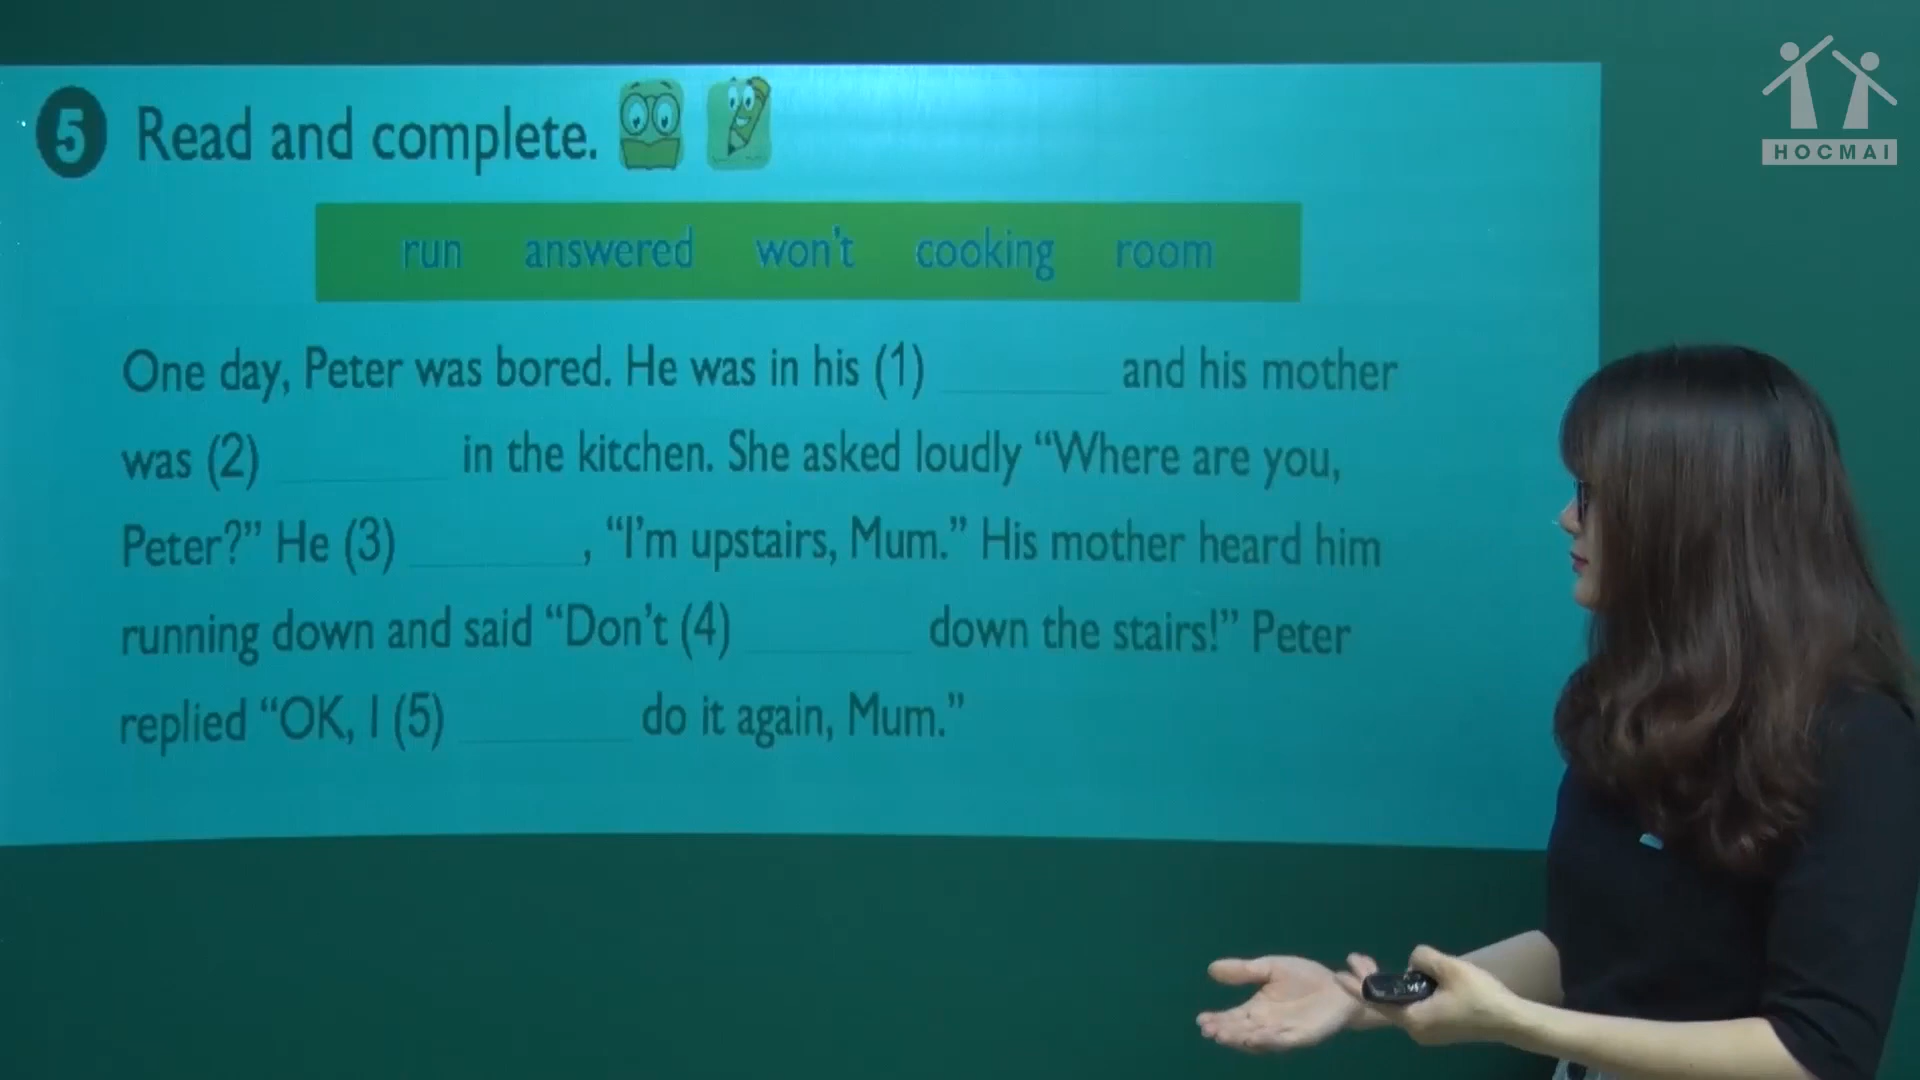 HOCMAI
5 Read and complete.
run answered won't cooking room
One day, Peter was bored. He was in his (1) ________ and his mother
was (2) ________ in the kitchen. She asked loudly “Where are you,
Peter?” He (3) ________, “I’m upstairs, Mum.” His mother heard him
running down and said “Don’t (4) ________ down the stairs!” Peter
replied “OK, I (5) ________ do it again, Mum.”